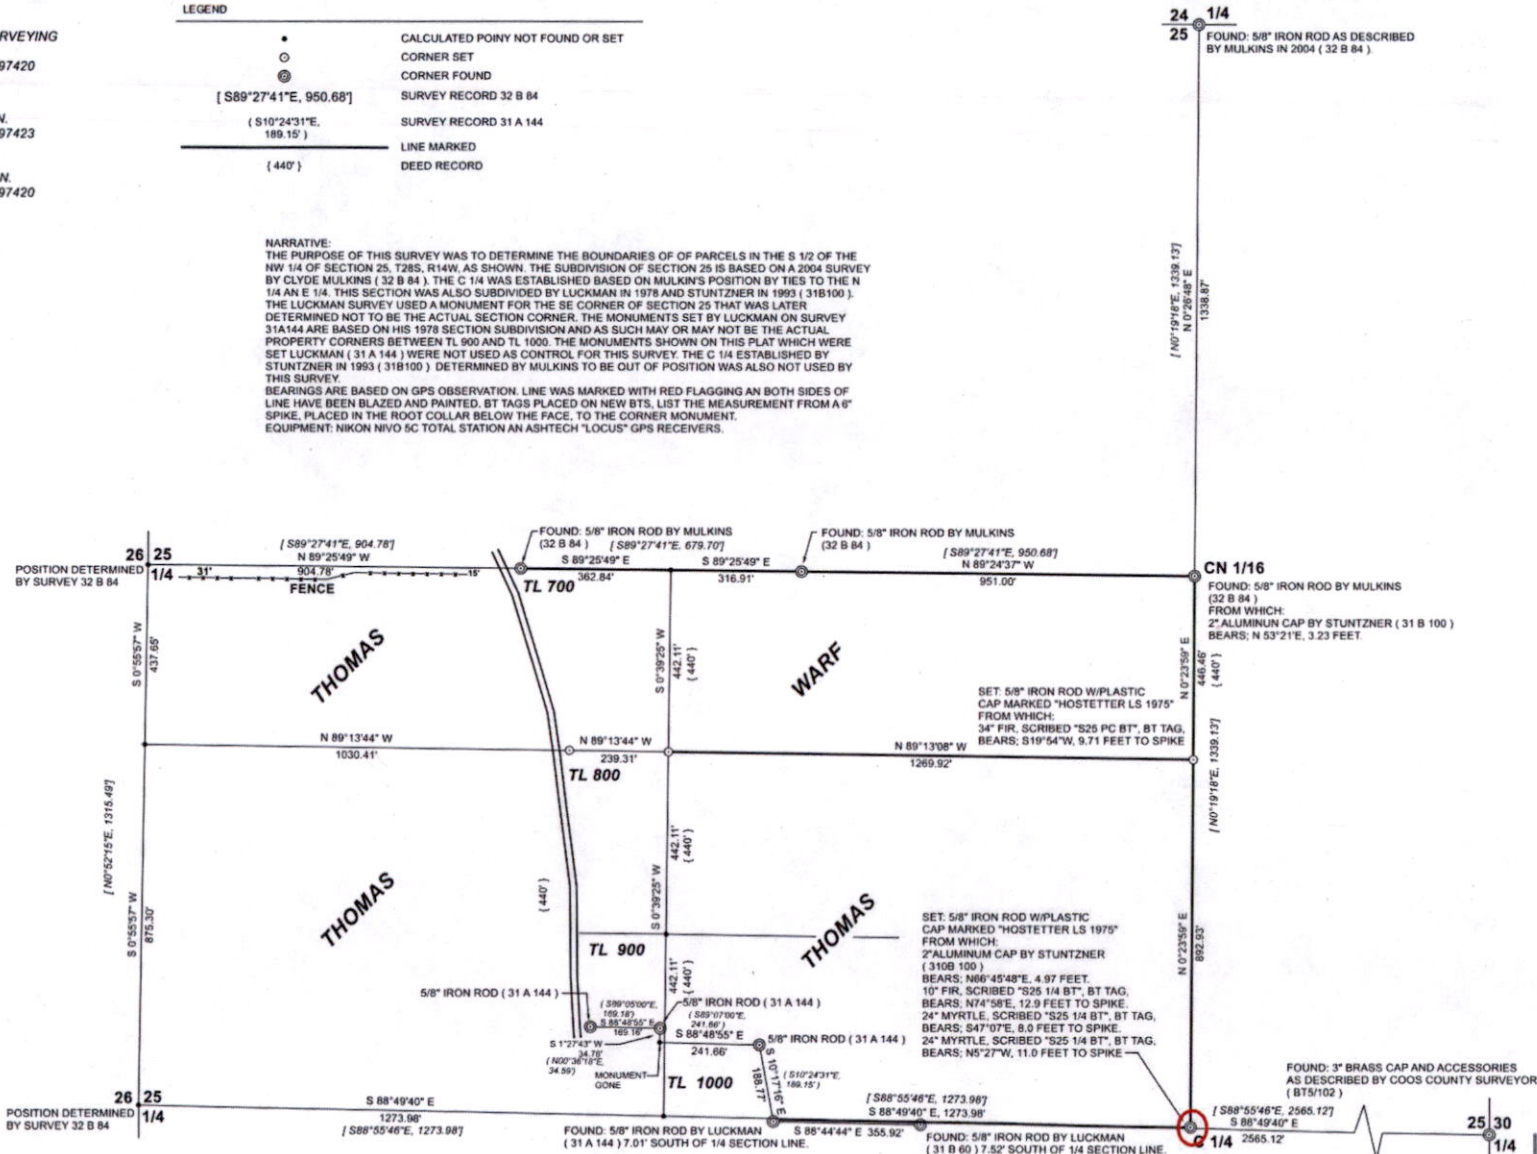 LEGEND
RVEYING
97420
N.
97423
N.
97420
CALCULATED POINY NOT FOUND OR SET
CORNER SET
CORNER FOUND
[ S89°27'41"E, 950.68']
SURVEY RECORD 32 B 84
( S10°24'31"E,
189.15' )
SURVEY RECORD 31 A 144
LINE MARKED
{ 440' }
DEED RECORD
24 1/4
25
FOUND: 5/8" IRON ROD AS DESCRIBED
BY MULKINS IN 2004 ( 32 B 84 ).
NARRATIVE:
THE PURPOSE OF THIS SURVEY WAS TO DETERMINE THE BOUNDARIES OF OF PARCELS IN THE S 1/2 OF THE
NW 1/4 OF SECTION 25, T28S, R14W, AS SHOWN. THE SUBDIVISION OF SECTION 25 IS BASED ON A 2004 SURVEY
BY CLYDE MULKINS ( 32 B 84 ). THE C 1/4 WAS ESTABLISHED BASED ON MULKIN'S POSITION BY TIES TO THE N
1/4 AN E 1/4. THIS SECTION WAS ALSO SUBDIVIDED BY LUCKMAN IN 1978 AND STUNTZNER IN 1993 ( 31B100 ).
THE LUCKMAN SURVEY USED A MONUMENT FOR THE SE CORNER OF SECTION 25 THAT WAS LATER
DETERMINED NOT TO BE THE ACTUAL SECTION CORNER. THE MONUMENTS SET BY LUCKMAN ON SURVEY
31A144 ARE BASED ON HIS 1978 SECTION SUBDIVISION AND AS SUCH MAY OR MAY NOT BE THE ACTUAL
PROPERTY CORNERS BETWEEN TL 900 AND TL 1000. THE MONUMENTS SHOWN ON THIS PLAT WHICH WERE
SET LUCKMAN ( 31 A 144 ) WERE NOT USED AS CONTROL FOR THIS SURVEY. THE C 1/4 ESTABLISHED BY
STUNTZNER IN 1993 ( 31B100 ) DETERMINED BY MULKINS TO BE OUT OF POSITION WAS ALSO NOT USED BY
THIS SURVEY.
BEARINGS ARE BASED ON GPS OBSERVATION. LINE WAS MARKED WITH RED FLAGGING AN BOTH SIDES OF
LINE HAVE BEEN BLAZED AND PAINTED. BT TAGS PLACED ON NEW BTS, LIST THE MEASUREMENT FROM A 6"
SPIKE, PLACED IN THE ROOT COLLAR BELOW THE FACE, TO THE CORNER MONUMENT.
EQUIPMENT: NIKON NIVO 5C TOTAL STATION AN ASHTECH "LOCUS" GPS RECEIVERS.
[ N0°19'18"E, 1339.13']
N 0°26'48" E
1338.87'
26 25
1/4
POSITION DETERMINED
BY SURVEY 32 B 84
[ S89°27'41"E, 904.78']
N 89°25'49" W
904.78'
31'
15'
FENCE
FOUND: 5/8" IRON ROD BY MULKINS
(32 B 84 )
[ S89°27'41"E, 679.70']
S 89°25'49" E
362.84'
TL 700
S 89°25'49" E
316.91'
FOUND: 5/8" IRON ROD BY MULKINS
(32 B 84 )
[ S89°27'41"E, 950.68']
N 89°24'37" W
951.00'
CN 1/16
FOUND: 5/8" IRON ROD BY MULKINS
(32 B 84 )
FROM WHICH:
2" ALUMINUN CAP BY STUNTZNER ( 31 B 100 )
BEARS; N 53°21'E, 3.23 FEET.
S 0°55'57" W
437.65'
THOMAS
S 0°39'25" W
442.11'
{ 440' }
WARF
N 0°23'59" E
446.46'
{ 440' }
SET: 5/8" IRON ROD W/PLASTIC
CAP MARKED "HOSTETTER LS 1975"
FROM WHICH:
34" FIR, SCRIBED "S25 PC BT", BT TAG,
BEARS; S19°54'W, 9.71 FEET TO SPIKE
N 89°13'44" W
1030.41'
N 89°13'44" W
239.31'
TL 800
N 89°13'08" W
1269.92'
[ N0°19'18"E, 1339.13']
[ N0°52'15"E, 1315.49']
S 0°55'57" W
875.30'
THOMAS
{ 440' }
442.11'
{ 440' }
S 0°39'25" W
THOMAS
N 0°23'59" E
892.93'
SET: 5/8" IRON ROD W/PLASTIC
CAP MARKED "HOSTETTER LS 1975"
FROM WHICH:
2"ALUMINUM CAP BY STUNTZNER
( 310B 100 )
BEARS; N66°45'48"E, 4.97 FEET.
10" FIR, SCRIBED "S25 1/4 BT", BT TAG,
BEARS; N74°58'E, 12.9 FEET TO SPIKE.
24" MYRTLE, SCRIBED "S25 1/4 BT", BT TAG,
BEARS; S47°07'E, 8.0 FEET TO SPIKE.
24" MYRTLE, SCRIBED "S25 1/4 BT", BT TAG,
BEARS; N5°27'W, 11.0 FEET TO SPIKE
TL 900
442.11'
{440'}
5/8" IRON ROD ( 31 A 144 )
( S89°05'00"E,
169.18')
S 88°48'55" E
169.16'
5/8" IRON ROD ( 31 A 144 )
( S89°07'00"E,
241.66')
S 88°48'55" E
241.66'
5/8" IRON ROD ( 31 A 144 )
S 1°27'43" W
34.76'
( N00°36'18"E,
34.59')
MONUMENT
GONE
TL 1000
S 10°17'16" E
188.77'
( S10°24'31"E,
189.15')
26 25
1/4
POSITION DETERMINED
BY SURVEY 32 B 84
S 88°49'40" E
1273.98'
[ S88°55'46"E, 1273.98']
FOUND: 5/8" IRON ROD BY LUCKMAN
( 31 A 144 ) 7.01' SOUTH OF 1/4 SECTION LINE.
[ S88°55'46"E, 1273.98']
S 88°49'40" E, 1273.98'
S 88°44'44" E 355.92'
FOUND: 5/8" IRON ROD BY LUCKMAN
( 31 B 60 ) 7.52' SOUTH OF 1/4 SECTION LINE.
C 1/4
[ S88°55'46"E, 2565.12']
S 88°49'40" E
2565.12'
FOUND: 3" BRASS CAP AND ACCESSORIES
AS DESCRIBED BY COOS COUNTY SURVEYOR
( BT5/102 )
25 30
1/4